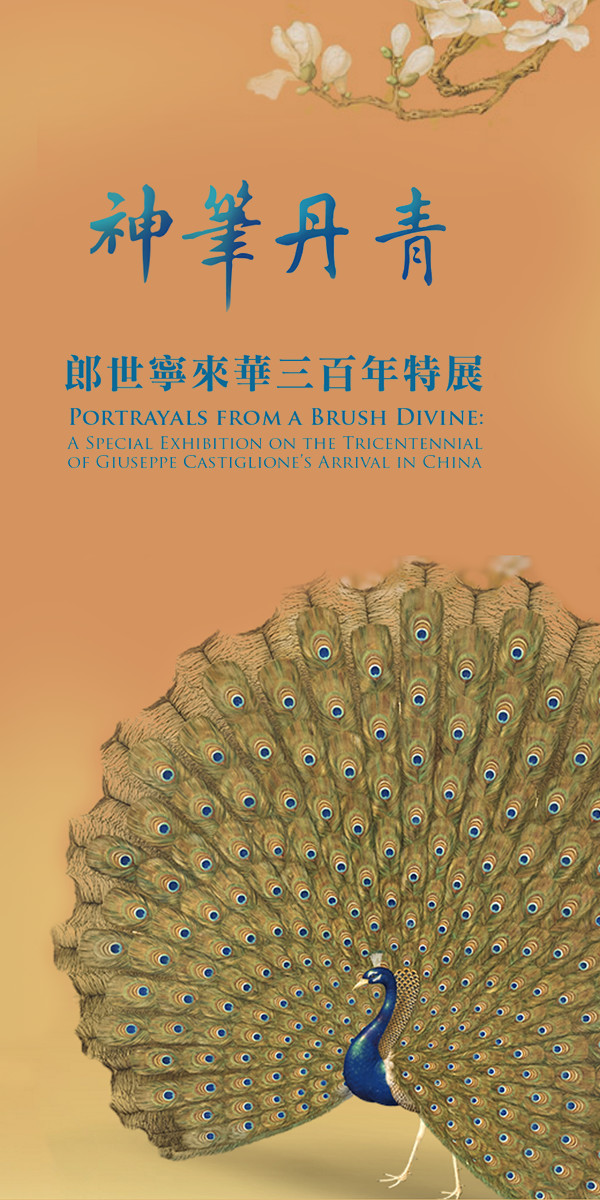 神筆丹青
郎世寧來華三百年特展
PORTRAYALS FROM A BRUSH DIVINE:
A SPECIAL EXHIBITION ON THE TRICENTENNIAL
OF GIUSEPPE CASTIGLIONE'S ARRIVAL IN CHINA